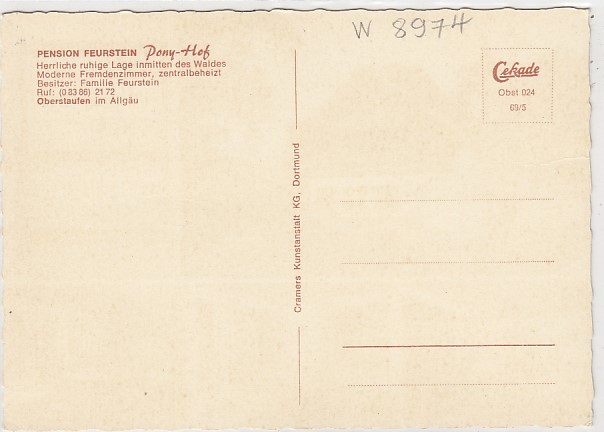 W 8974
PENSION FEURSTEIN Pony-Hof
Herrliche ruhige Lage inmitten des Waldes
Moderne Fremdenzimmer, zentralbeheizt
Besitzer: Familie Feurstein
Ruf: (0 83 86) 21 72
Oberstaufen im Allgäu
Cramers Kunstanstalt KG, Dortmund
Cekade
Obst 024
69/5